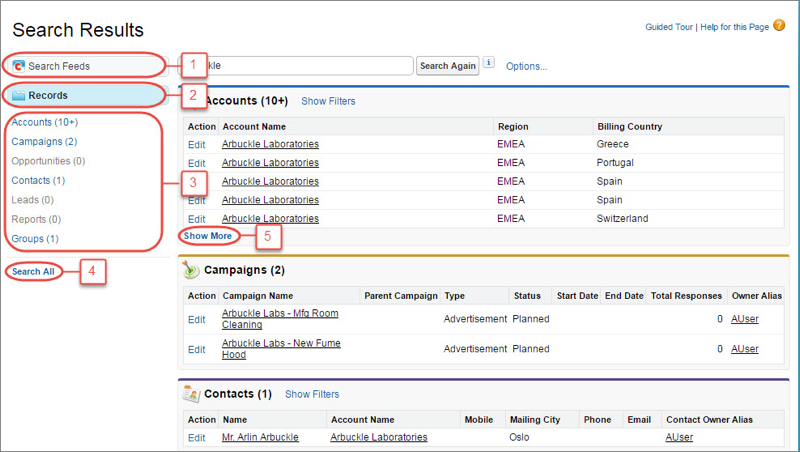 Search Results
Guided Tour | Help for this Page ?
Search Feeds
1
Search Again
i
Options...
Records
2
Accounts (10+)
Campaigns (2)
Opportunities (0)
Contacts (1)
Leads (0)
Reports (0)
Groups (1)
3
Search All
4
Accounts (10+) Show Filters
Action Account Name Region Billing Country
Edit Arbuckle Laboratories EMEA Greece
Edit Arbuckle Laboratories EMEA Portugal
Edit Arbuckle Laboratories EMEA Spain
Edit Arbuckle Laboratories EMEA Spain
Edit Arbuckle Laboratories EMEA Switzerland
Show More
5
Campaigns (2)
Action Campaign Name Parent Campaign Type Status Start Date End Date Total Responses Owner Alias
Edit Arbuckle Labs - Mfg Room Cleaning Advertisement Planned 0 AUser
Edit Arbuckle Labs - New Fume Hood Advertisement Planned 0 AUser
Contacts (1) Show Filters
Action Name Account Name Mobile Mailing City Phone Email Contact Owner Alias
Edit Mr. Arlin Arbuckle Arbuckle Laboratories Oslo AUser